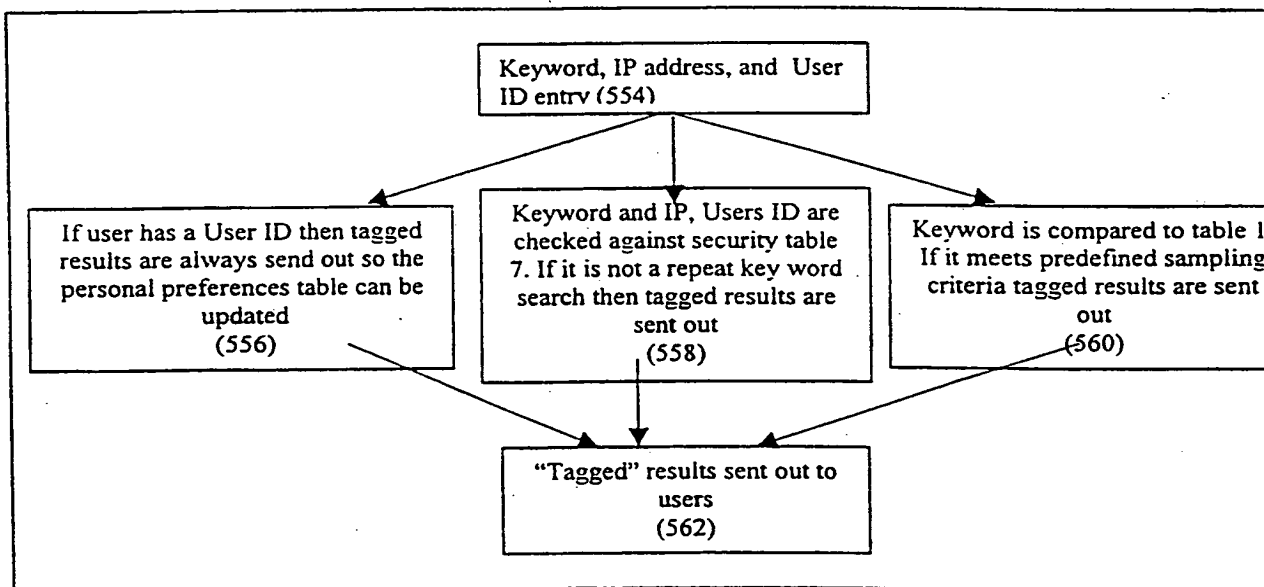 Keyword, IP address, and User
ID entry (554)
If user has a User ID then tagged
results are always send out so the
personal preferences table can be
updated
(556)
Keyword and IP, Users ID are
checked against security table
7. If it is not a repeat key word
search then tagged results are
sent out
(558)
Keyword is compared to table 1
If it meets predefined sampling
criteria tagged results are sent
out
(560)
“Tagged” results sent out to
users
(562)